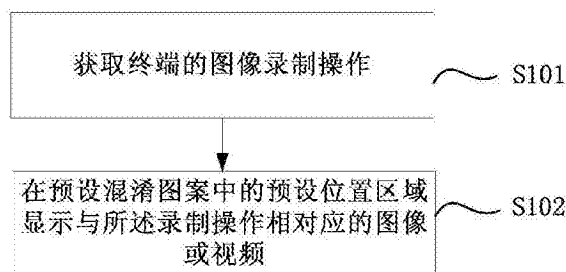 获取终端的图像录制操作
S101
在预设混淆图案中的预设位置区域
显示与所述录制操作相对应的图像
或视频
S102